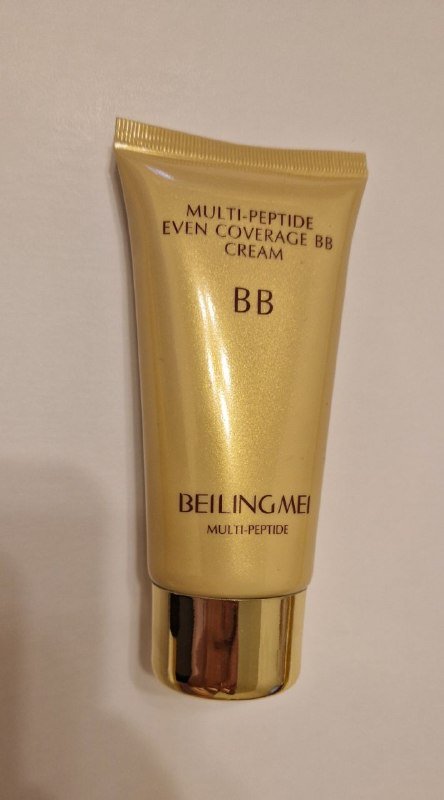 MULTI-PEPTIDE
EVEN COVERAGE BB
CREAM
BB
BEILINGMEI
MULTI-PEPTIDE